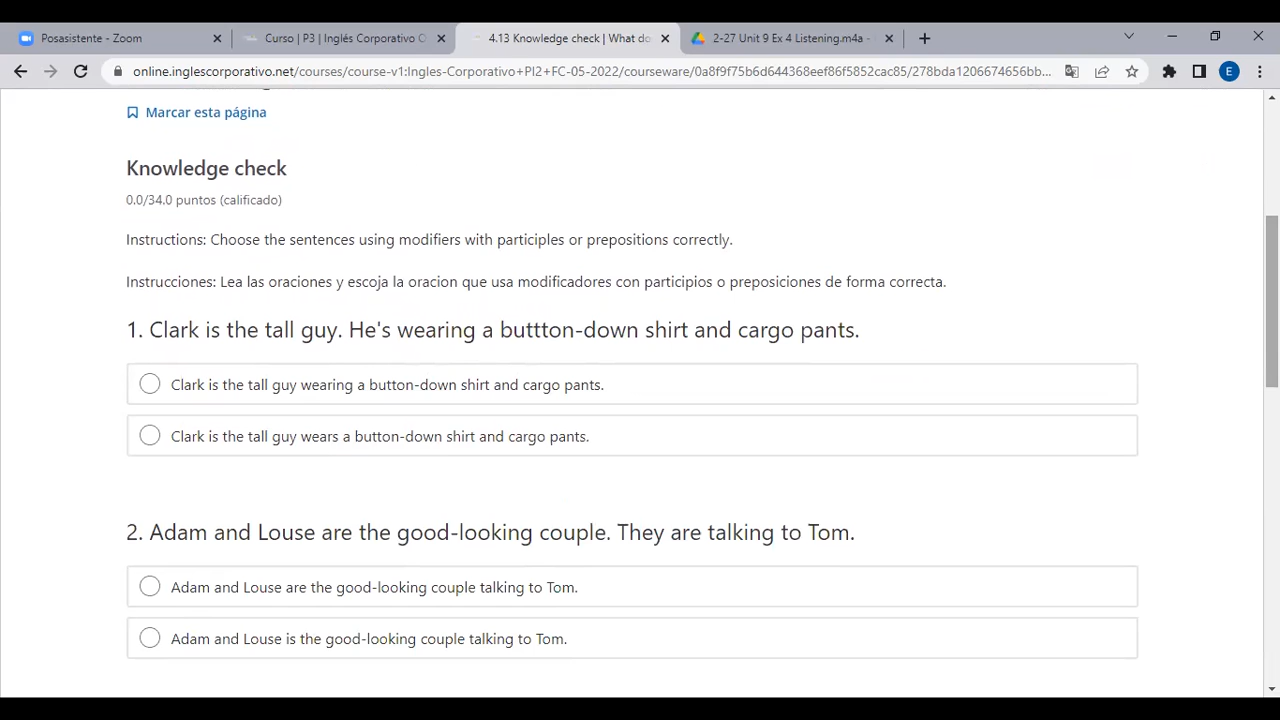 Posasistente - Zoom
Curso | P3 | Inglés Corporativo O
4.13 Knowledge check | What do
2-27 Unit 9 Ex 4 Listening.m4a -
online.inglescorporativo.net/courses/course-v1:Ingles-Corporativo+PI2+FC-05-2022/courseware/0a8f9f75b6d644368eef86f5852cac85/278bda1206674656bb...
E
Marcar esta página
Knowledge check
0.0/34.0 puntos (calificado)
Instructions: Choose the sentences using modifiers with participles or prepositions correctly.
Instrucciones: Lea las oraciones y escoja la oracion que usa modificadores con participios o preposiciones de forma correcta.
1. Clark is the tall guy. He's wearing a buttton-down shirt and cargo pants.
Clark is the tall guy wearing a button-down shirt and cargo pants.
Clark is the tall guy wears a button-down shirt and cargo pants.
2. Adam and Louse are the good-looking couple. They are talking to Tom.
Adam and Louse are the good-looking couple talking to Tom.
Adam and Louse is the good-looking couple talking to Tom.